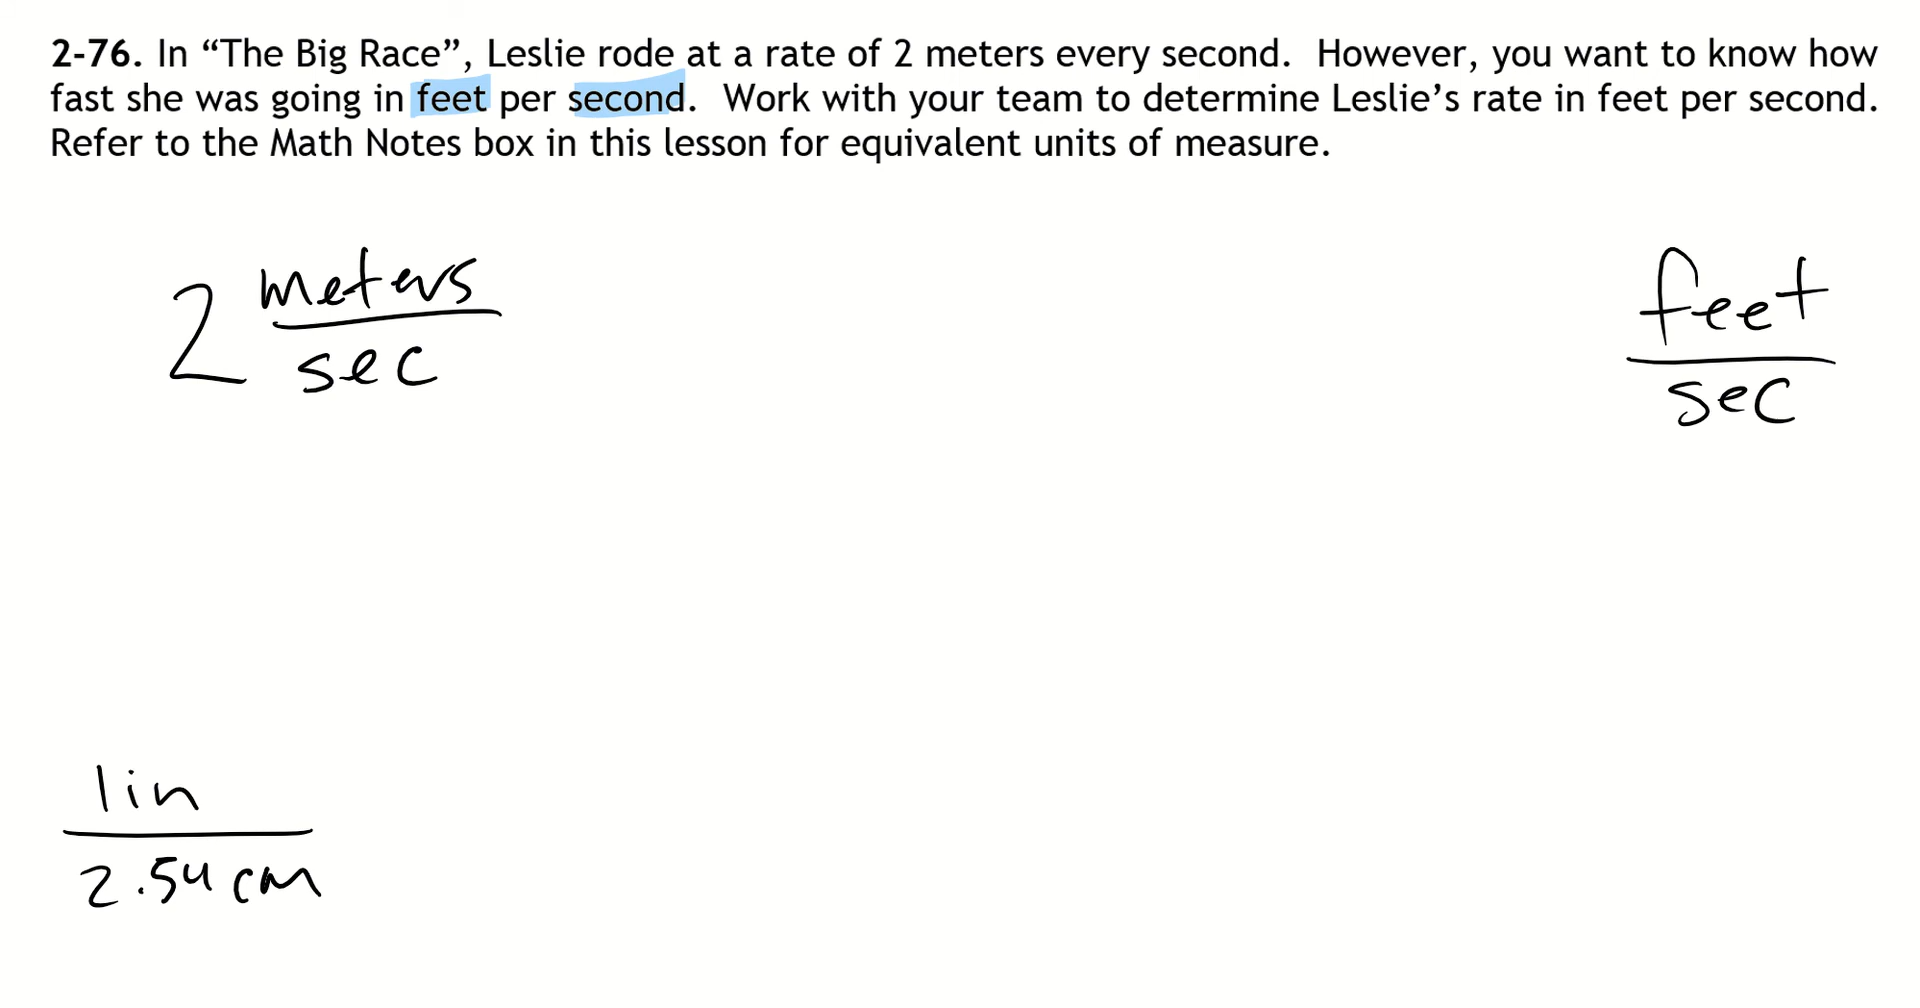 2-76. In “The Big Race”, Leslie rode at a rate of 2 meters every second. However, you want to know how
fast she was going in feet per second. Work with your team to determine Leslie’s rate in feet per second.
Refer to the Math Notes box in this lesson for equivalent units of measure.
2 meters
sec
feet
sec
1in
2.54 cm